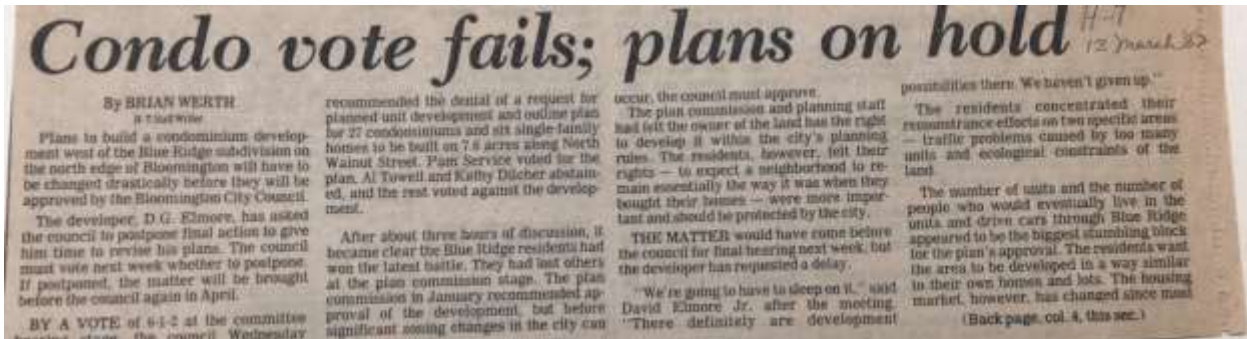 Condo vote fails; plans on hold
H-T
12 March 82
By BRIAN WERTH
H-T Staff Writer
Plans to build a condominium develop-
ment west of the Blue Ridge subdivision on
the north edge of Bloomington will have to
be changed drastically before they will be
approved by the Bloomington City Council.
The developer, D.G. Elmore, has asked
the council to postpone final action to give
him time to revise his plans. The council
must vote next week whether to postpone.
If postponed, the matter will be brought
before the council again in April.
BY A VOTE of 6-1-2 at the committee
hearing stage, the council Wednesday
recommended the denial of a request for
planned unit development and outline plan
for 27 condominiums and six single-family
homes to be built on 7.6 acres along North
Walnut Street. Pam Service voted for the
plan, Al Towell and Kathy Dilcher abstain-
ed, and the rest voted against the develop-
ment.
After about three hours of discussion, it
became clear the Blue Ridge residents had
won the latest battle. They had lost others
at the plan commission stage. The plan
commission in January recommended ap-
proval of the development, but before
significant zoning changes in the city can
occur, the council must approve.
The plan commission and planning staff
had felt the owner of the land has the right
to develop it within the city's planning
rules. The residents, however, felt their
rights — to expect a neighborhood to re-
main essentially the way it was when they
bought their homes — were more impor-
tant and should be protected by the city.
THE MATTER would have come before
the council for final hearing next week, but
the developer has requested a delay.
"We're going to have to sleep on it," said
David Elmore Jr. after the meeting.
"There definitely are development
possibilities there. We haven't given up."
The residents concentrated their
remonstrance effects on two specific areas
— traffic problems caused by too many
units and ecological constraints of the
land.
The number of units and the number of
people who would eventually live in the
units and drive cars through Blue Ridge
appeared to be the biggest stumbling block
for the plan's approval. The residents want
the area to be developed in a way similar
to their own homes and lots. The housing
market, however, has changed since most
(Back page, col. 4, this sec.)